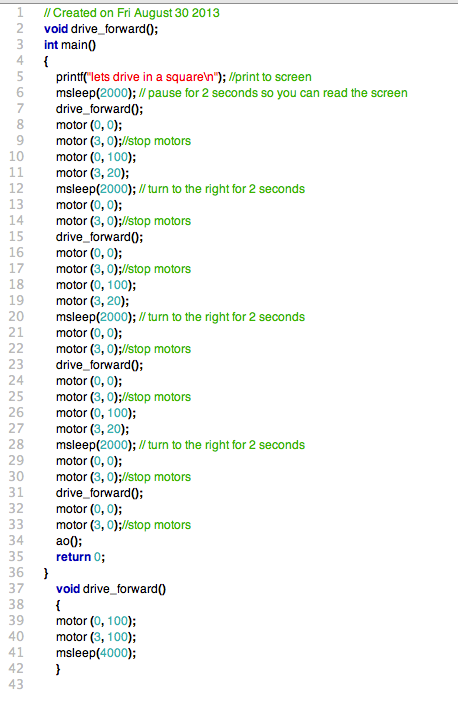 1 // Created on Fri August 30 2013
2 void drive_forward();
3 int main()
4 {
5 printf("lets drive in a square\n"); //print to screen
6 msleep(2000); // pause for 2 seconds so you can read the screen
7 drive_forward();
8 motor (0, 0);
9 motor (3, 0);//stop motors
10 motor (0, 100);
11 motor (3, 20);
12 msleep(2000); // turn to the right for 2 seconds
13 motor (0, 0);
14 motor (3, 0);//stop motors
15 drive_forward();
16 motor (0, 0);
17 motor (3, 0);//stop motors
18 motor (0, 100);
19 motor (3, 20);
20 msleep(2000); // turn to the right for 2 seconds
21 motor (0, 0);
22 motor (3, 0);//stop motors
23 drive_forward();
24 motor (0, 0);
25 motor (3, 0);//stop motors
26 motor (0, 100);
27 motor (3, 20);
28 msleep(2000); // turn to the right for 2 seconds
29 motor (0, 0);
30 motor (3, 0);//stop motors
31 drive_forward();
32 motor (0, 0);
33 motor (3, 0);//stop motors
34 ao();
35 return 0;
36 }
37 void drive_forward()
38 {
39 motor (0, 100);
40 motor (3, 100);
41 msleep(4000);
42 }
43